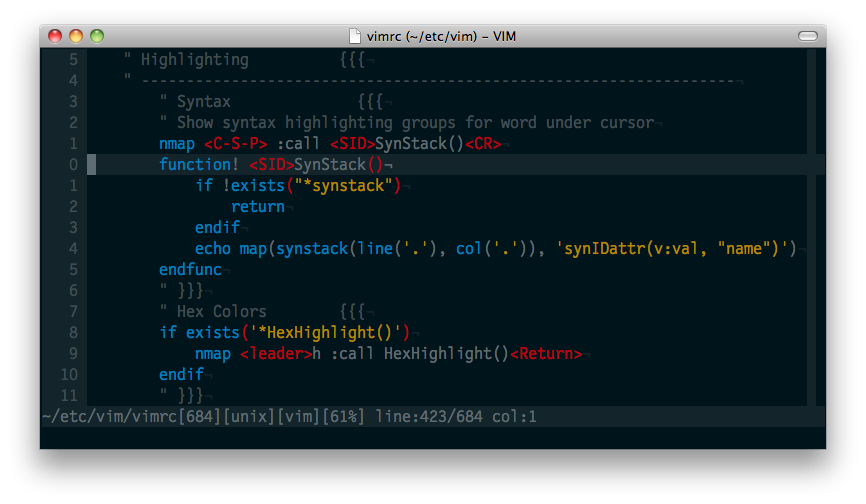 vimrc (~/etc/vim) – VIM
5 " Highlighting {{{¬
4 " ------------------------------------------------------------------¬
3 " Syntax {{{¬
2 " Show syntax highlighting groups for word under cursor¬
1 nmap <C-S-P> :call <SID>SynStack()<CR>¬
0 function! <SID>SynStack()¬
1 if !exists("*synstack")¬
2 return¬
3 endif¬
4 echo map(synstack(line('.'), col('.')), 'synIDattr(v:val, "name")')¬
5 endfunc¬
6 " }}}¬
7 " Hex Colors {{{¬
8 if exists('*HexHighlight()')¬
9 nmap <leader>h :call HexHighlight()<Return>¬
10 endif¬
11 " }}}¬
~/etc/vim/vimrc[684][unix][vim][61%] line:423/684 col:1